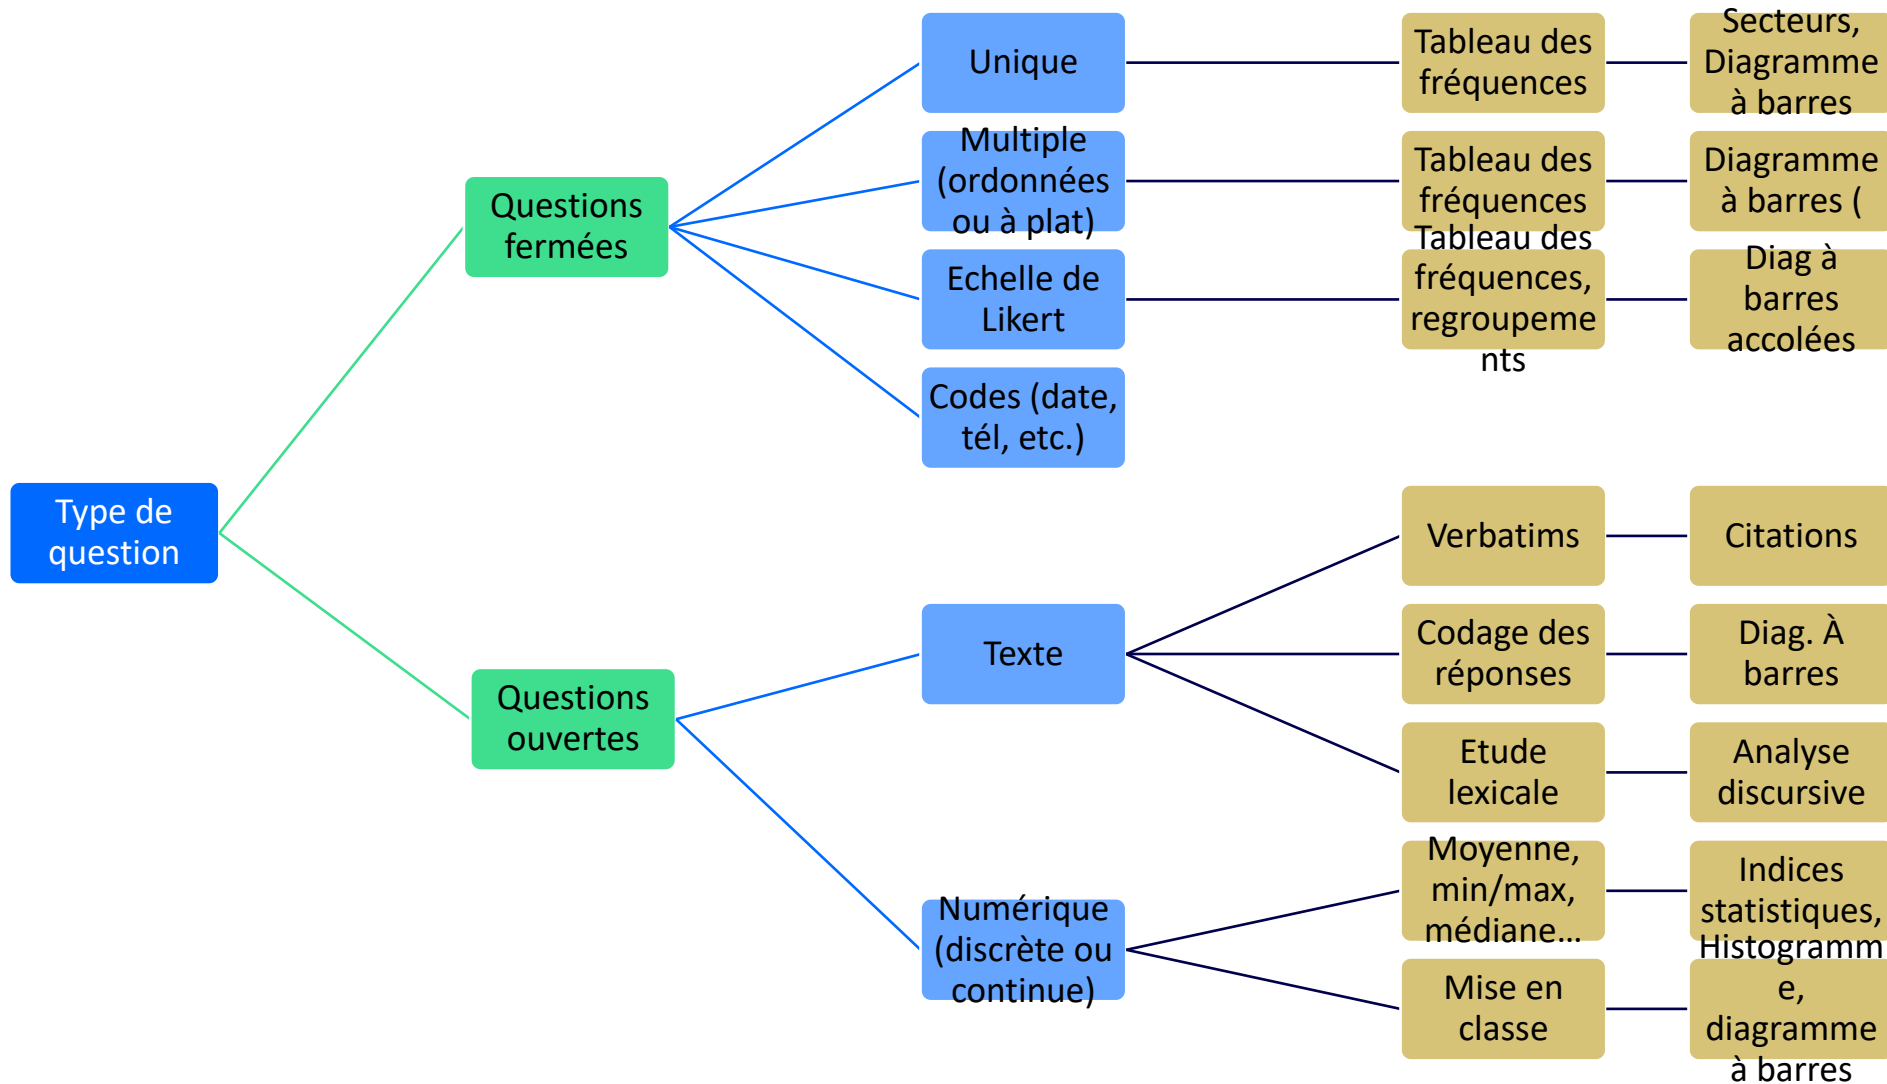 Type de
question
Questions
fermées
Unique
Tableau des
fréquences
Secteurs,
Diagramme
à barres
Multiple
(ordonnées
ou à plat)
Tableau des
fréquences
Diagramme
à barres (
Echelle de
Likert
Tableau des
fréquences,
regroupeme
nts
Diag à
barres
accolées
Codes (date,
tél, etc.)
Questions
ouvertes
Texte
Verbatims
Citations
Codage des
réponses
Diag. À
barres
Etude
lexicale
Analyse
discursive
Numérique
(discrète ou
continue)
Moyenne,
min/max,
médiane…
Indices
statistiques,
Mise en
classe
Histogramm
e,
diagramme
à barres